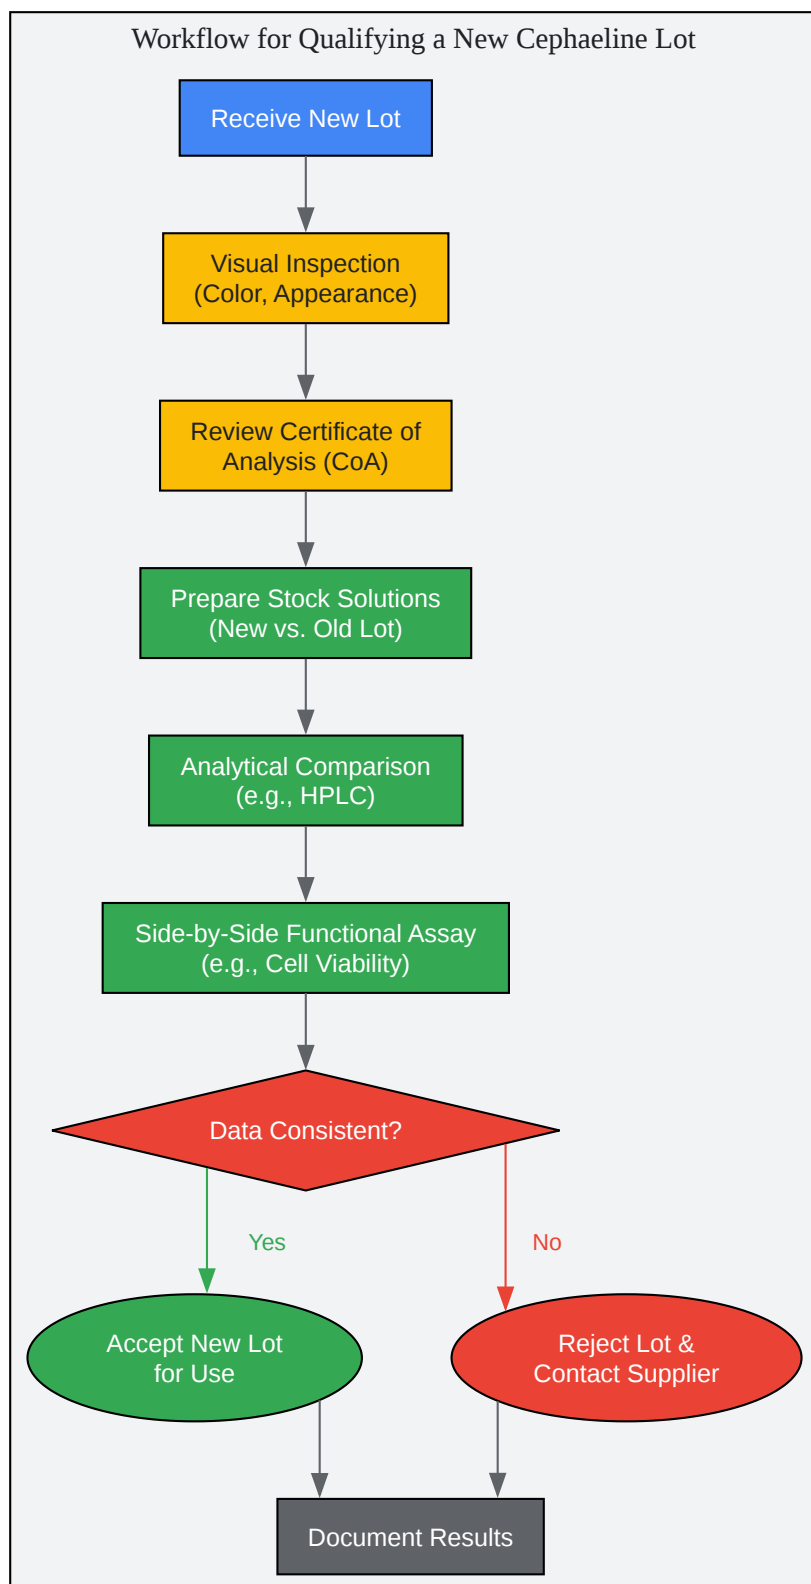 Workflow for Qualifying a New Cephaeline Lot
Receive New Lot
Visual Inspection
(Color, Appearance)
Review Certificate of
Analysis (CoA)
Prepare Stock Solutions
(New vs. Old Lot)
Analytical Comparison
(e.g., HPLC)
Side-by-Side Functional Assay
(e.g., Cell Viability)
Data Consistent?
Yes
No
Accept New Lot
for Use
Reject Lot &
Contact Supplier
Document Results